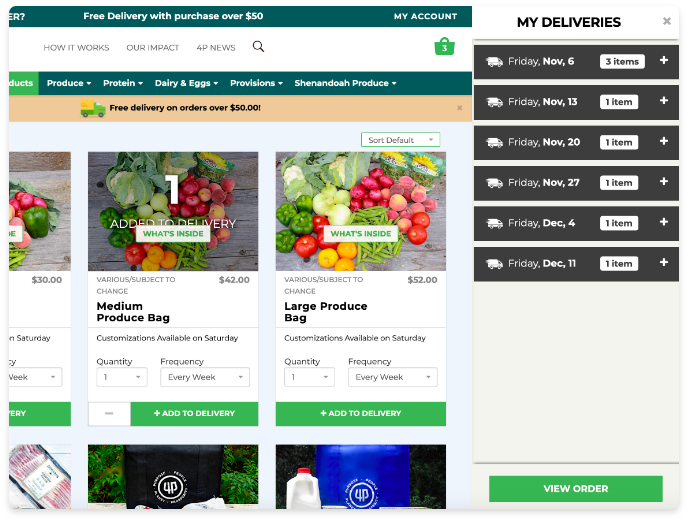 ER?
Free Delivery with purchase over $50
MY ACCOUNT
HOW IT WORKS
OUR IMPACT
4P NEWS
3
ducts
Produce
Protein
Dairy & Eggs
Provisions
Shenandoah Produce
Free delivery on orders over $50.00!
×
Sort Default
E
1
ADDED TO DELIVERY
WHAT'S INSIDE
WHAT'S INSIDE
$30.00
VARIOUS/SUBJECT TO
CHANGE
$42.00
VARIOUS/SUBJECT TO
CHANGE
$52.00
Medium
Produce Bag
Large Produce
Bag
on Saturday
Customizations Available on Saturday
Customizations Available on Saturday
cy
Quantity
Frequency
Quantity
Frequency
Week
1
Every Week
1
Every Week
VERY
— 
+ ADD TO DELIVERY
+ ADD TO DELIVERY
4P
4P
MY DELIVERIES
×
Friday, Nov, 6
3 items
+
Friday, Nov, 13
1 item
+
Friday, Nov, 20
1 item
+
Friday, Nov, 27
1 item
+
Friday, Dec, 4
1 item
+
Friday, Dec, 11
1 item
+
VIEW ORDER